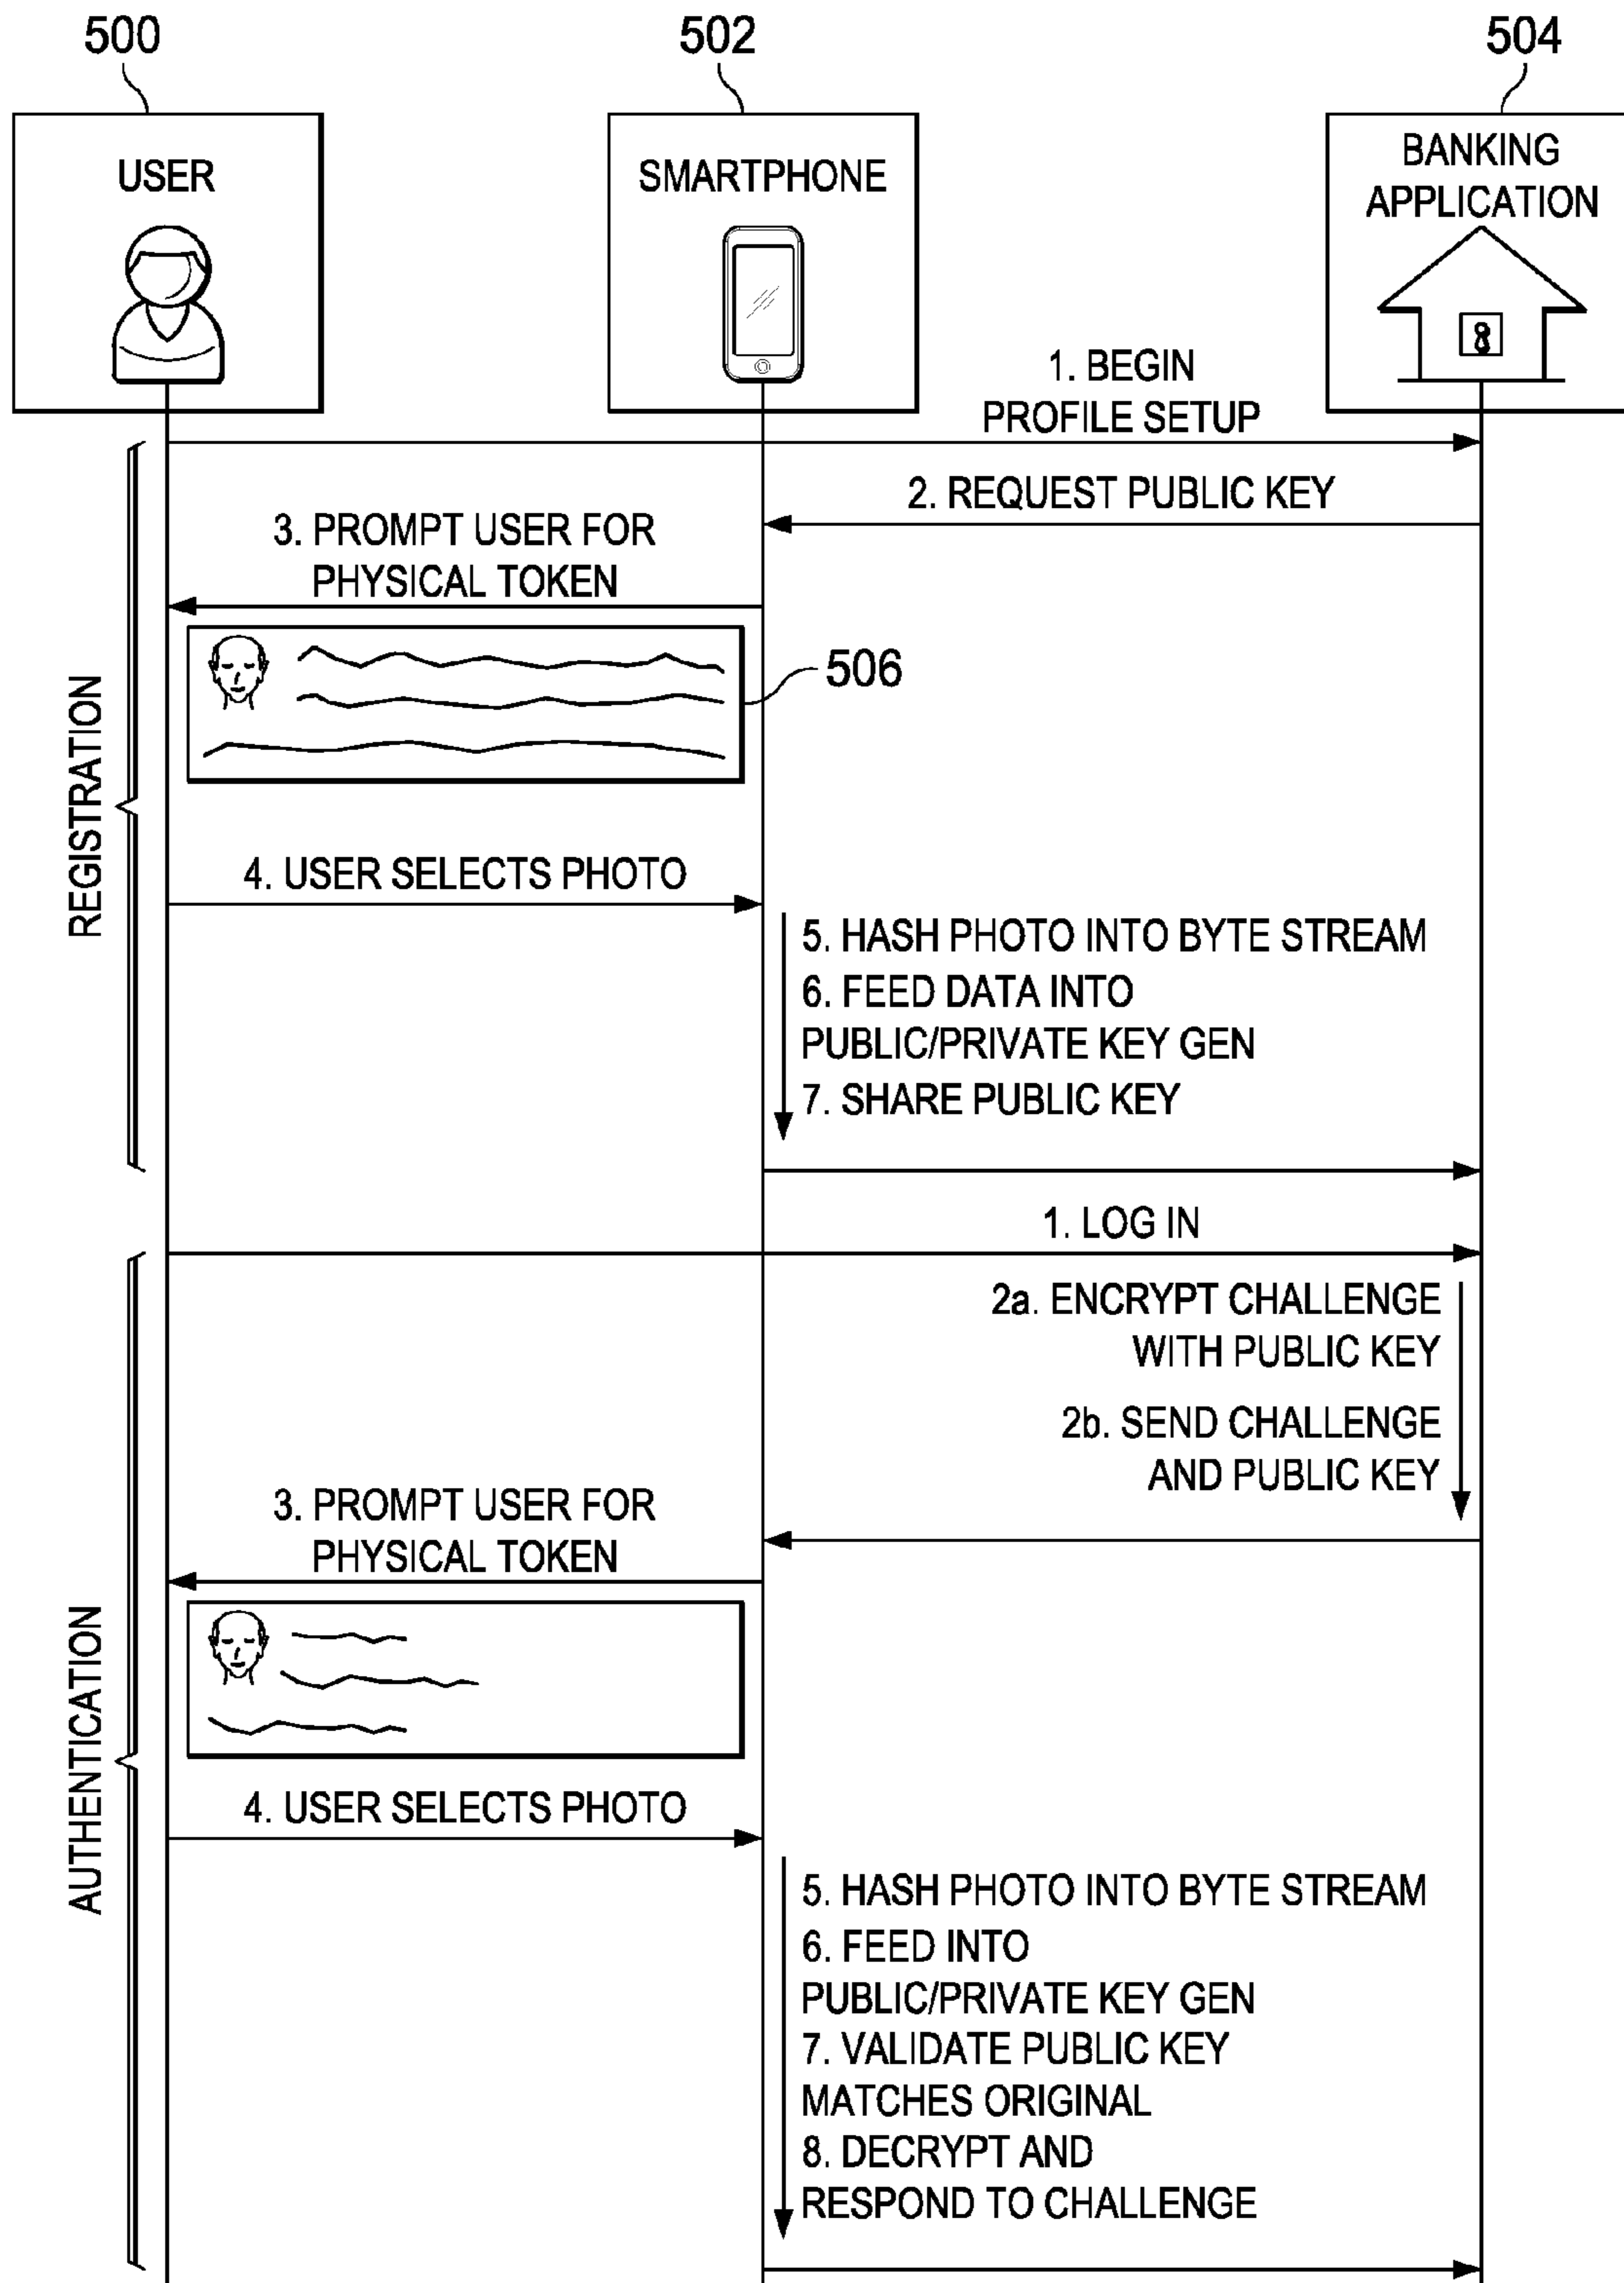 500
502
504
USER
SMARTPHONE
BANKING
APPLICATION
8
1. BEGIN
PROFILE SETUP
2. REQUEST PUBLIC KEY
3. PROMPT USER FOR
PHYSICAL TOKEN
506
REGISTRATION
4. USER SELECTS PHOTO
5. HASH PHOTO INTO BYTE STREAM
6. FEED DATA INTO
PUBLIC/PRIVATE KEY GEN
7. SHARE PUBLIC KEY
1. LOG IN
2a. ENCRYPT CHALLENGE
WITH PUBLIC KEY
2b. SEND CHALLENGE
AND PUBLIC KEY
3. PROMPT USER FOR
PHYSICAL TOKEN
AUTHENTICATION
4. USER SELECTS PHOTO
5. HASH PHOTO INTO BYTE STREAM
6. FEED INTO
PUBLIC/PRIVATE KEY GEN
7. VALIDATE PUBLIC KEY
MATCHES ORIGINAL
8. DECRYPT AND
RESPOND TO CHALLENGE